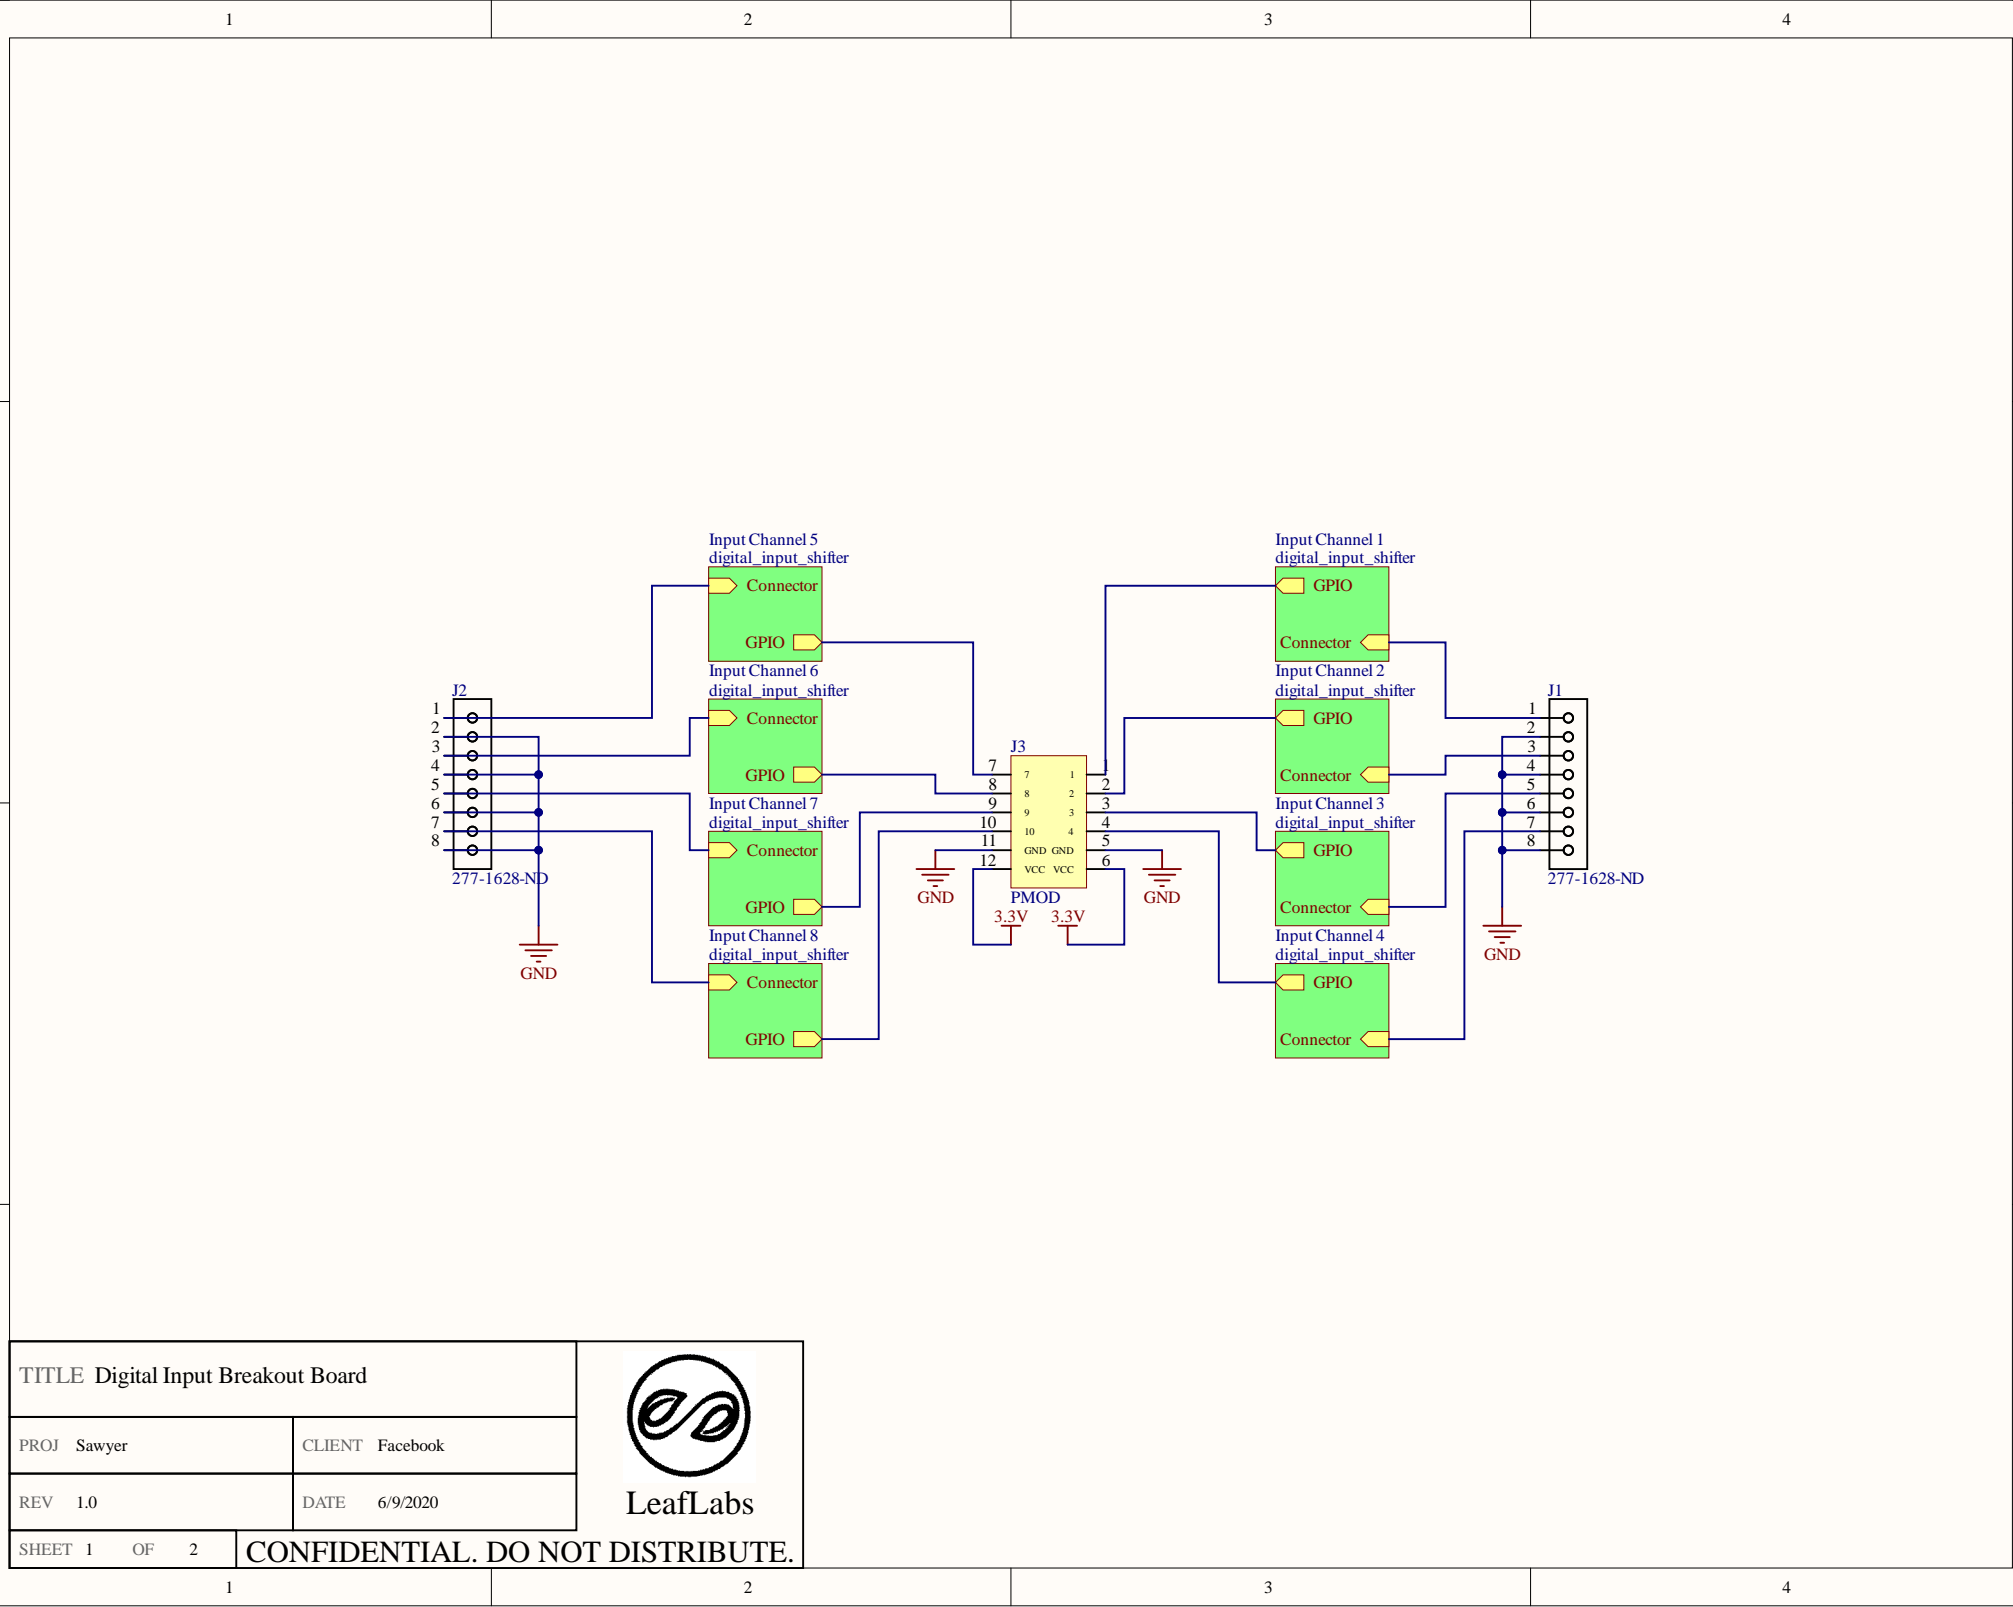 1 2 3 4
Input Channel 5
digital_input_shifter
Connector
GPIO
Input Channel 6
digital_input_shifter
Connector
GPIO
Input Channel 7
digital_input_shifter
Connector
GPIO
Input Channel 8
digital_input_shifter
Connector
GPIO
Input Channel 1
digital_input_shifter
GPIO
Connector
Input Channel 2
digital_input_shifter
GPIO
Connector
Input Channel 3
digital_input_shifter
GPIO
Connector
Input Channel 4
digital_input_shifter
GPIO
Connector
J2
1
2
3
4
5
6
7
8
277-1628-ND
GND
J3
7 7 1 1
8 8 2 2
9 9 3 3
10 10 4 4
11 GND GND 5
12 VCC VCC 6
PMOD
GND
GND
3.3V 3.3V
J1
1
2
3
4
5
6
7
8
277-1628-ND
GND
TITLE Digital Input Breakout Board
PROJ Sawyer CLIENT Facebook
REV 1.0 DATE 6/9/2020
LeafLabs
SHEET 1 OF 2 CONFIDENTIAL. DO NOT DISTRIBUTE.
1 2 3 4